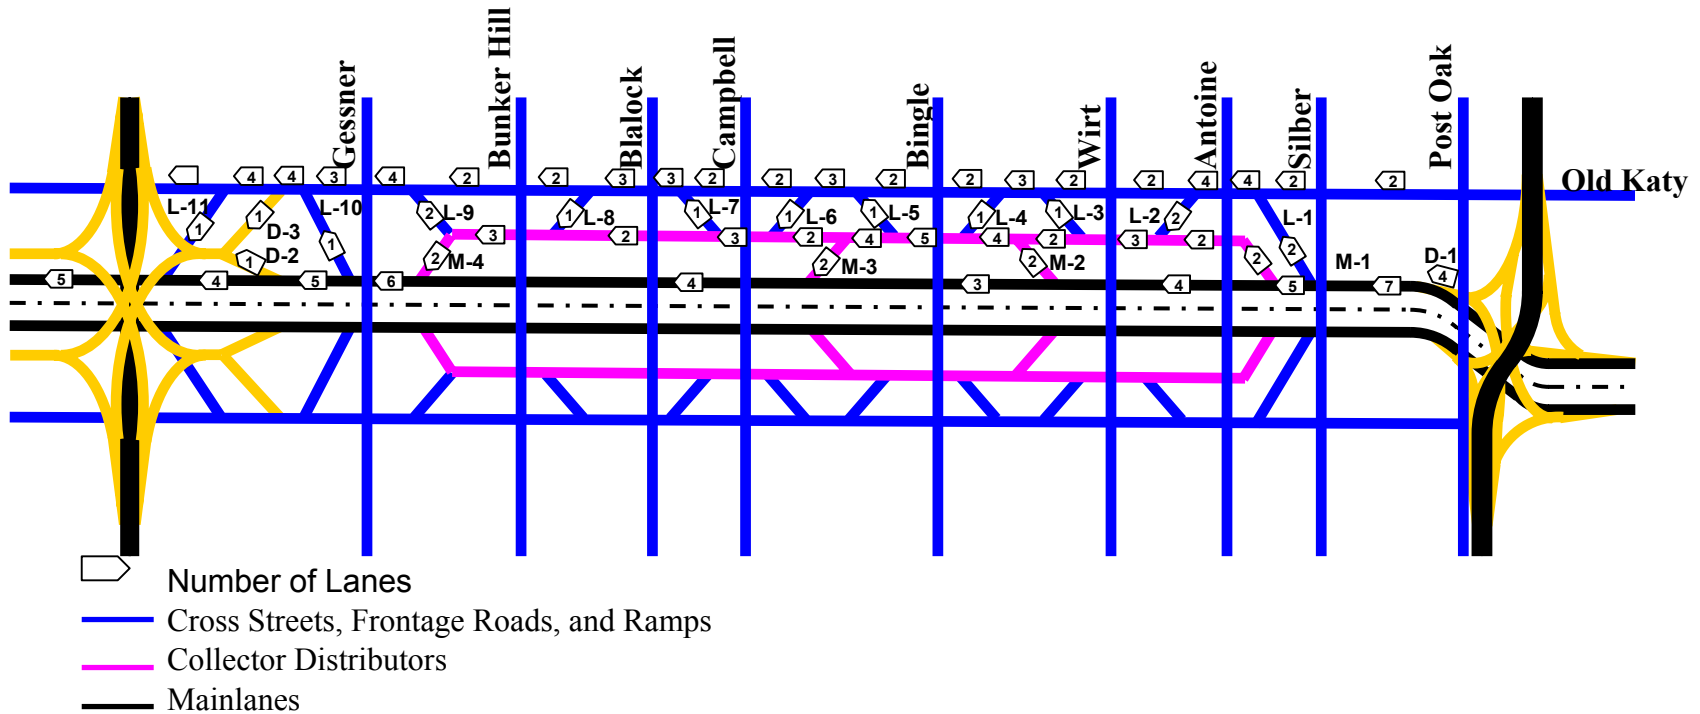 Gessner
Bunker Hill
Blalock
Campbell
Bingle
Wirt
Antoine
Silber
Post Oak
Old Katy
4 4 3 4 2 2 3 3 2 2 3 2 2 3 2 2 4 4 2 2
L-11 1 1 D-3 L-10 1 2 L-9 1 L-8 1 L-7 1 L-6 1 L-5 1 L-4 1 L-3 L-2 2 L-1 2
D-2 1
3 2 3 2 4 5 4 2 3 2
2 M-4 2 M-3 2 M-2 2 M-1 D-1 4
5 4 5 6 4 3 4 5 7
Number of Lanes
Cross Streets, Frontage Roads, and Ramps
Collector Distributors
Mainlanes